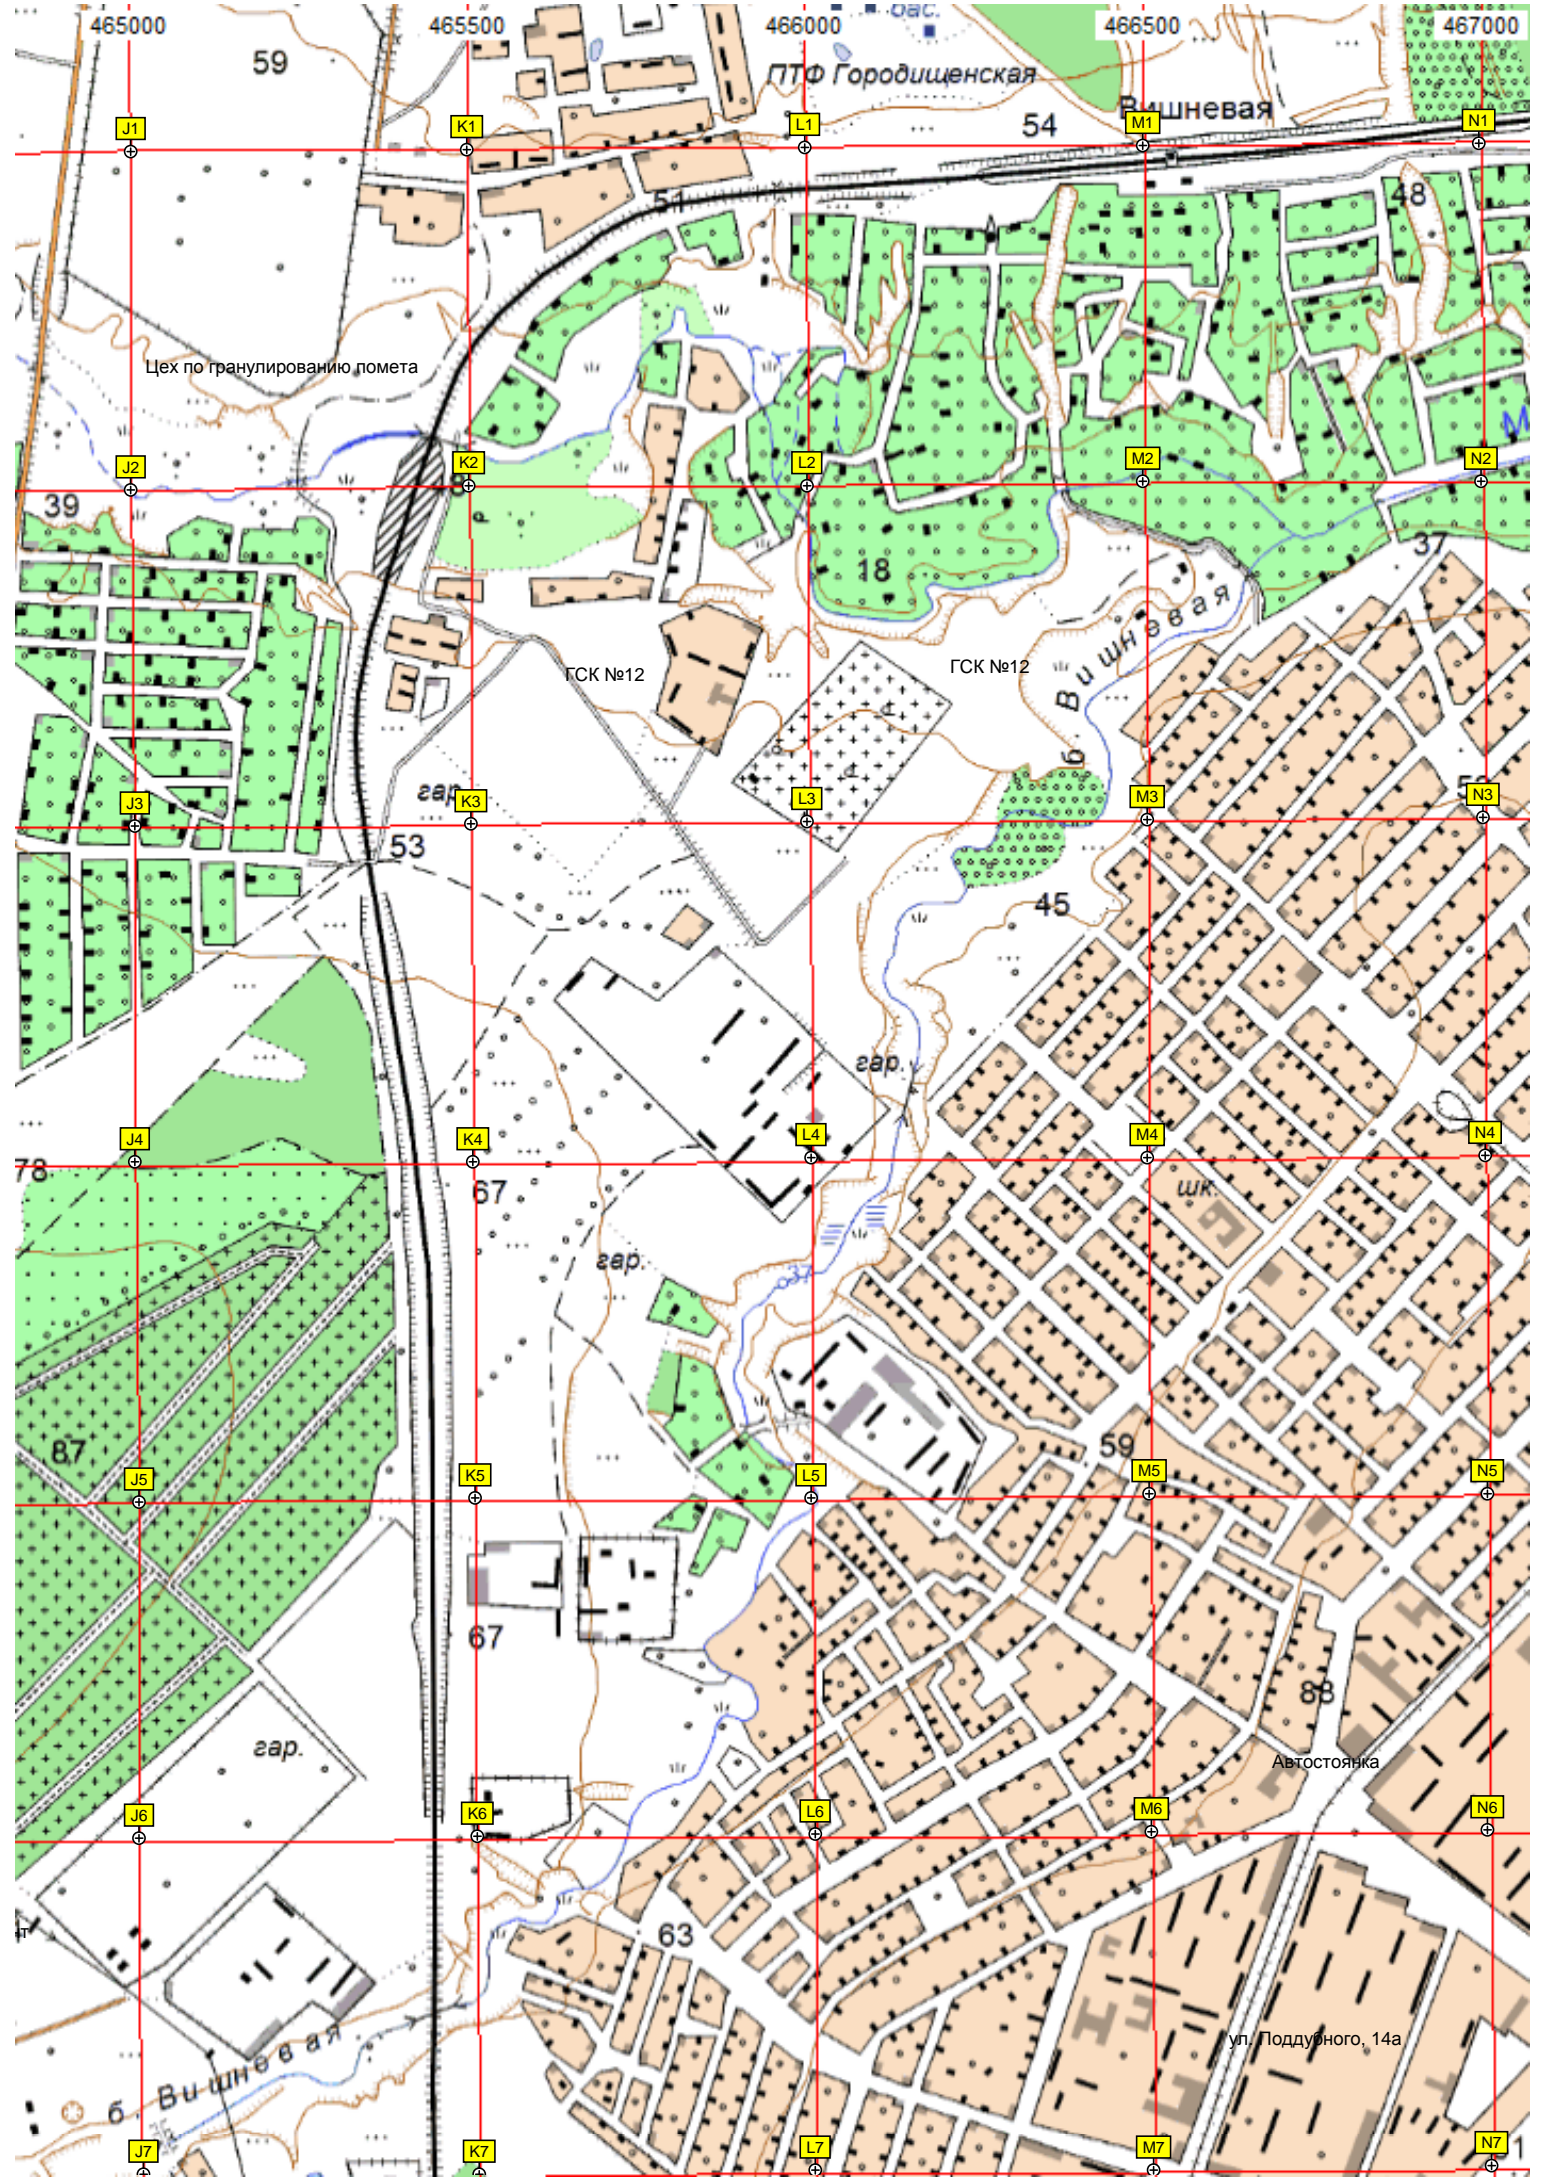 465000 465500 466000 466500 467000
бас.
59
ПТФ Городищенская
Вишневая
54
J1 K1 L1 M1 N1
51
48
Цех по гранулированию помета
J2 K2 L2 M2 N2
М
39
8
18
37
б. Вишневая
ГСК №12
ГСК №12
гар.
J3 K3 L3 M3 N3
53
45
гар.
J4 K4 L4 M4 N4
78
67
шк.
гар.
37
87
59
J5 K5 L5 M5 N5
67
88
гар.
Автостоянка
J6 K6 L6 M6 N6
63
ул. Поддубного, 14а
б. Вишневая
J7 K7 L7 M7 N7
1